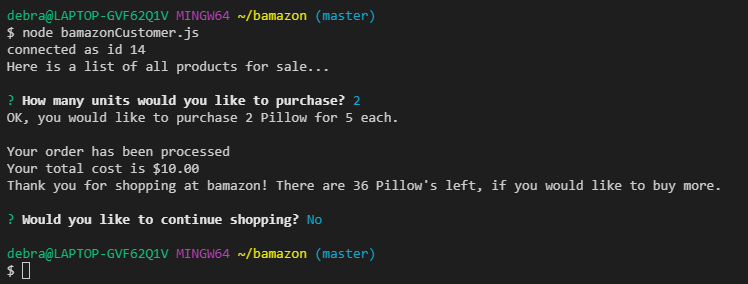 debra@LAPTOP-GVF62Q1V MINGW64 ~/bamazon (master)
$ node bamazonCustomer.js
connected as id 14
Here is a list of all products for sale...
? How many units would you like to purchase? 2
OK, you would like to purchase 2 Pillow for 5 each.
Your order has been processed
Your total cost is $10.00
Thank you for shopping at bamazon! There are 36 Pillow's left, if you would like to buy more.
? Would you like to continue shopping? No
debra@LAPTOP-GVF62Q1V MINGW64 ~/bamazon (master)
$